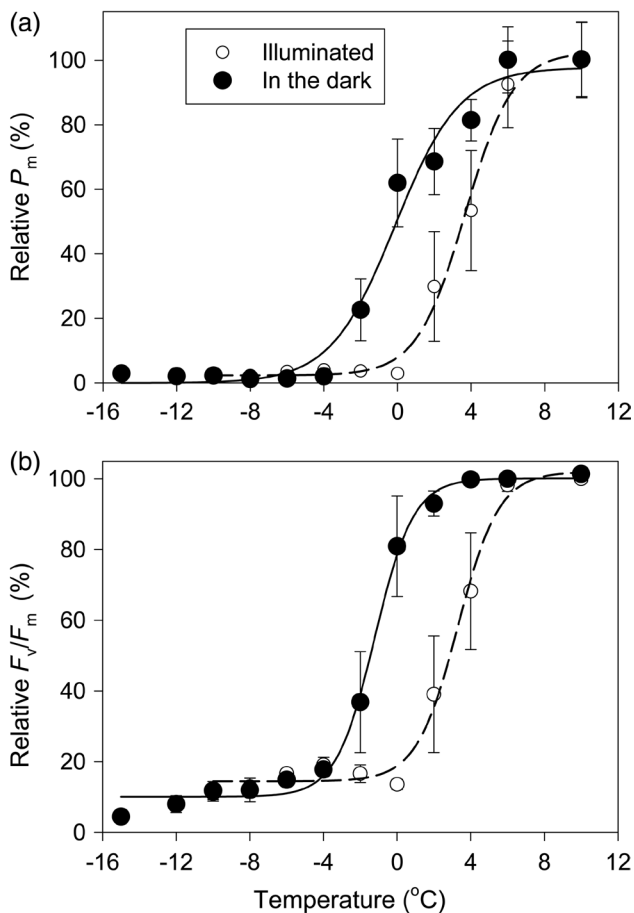 (a)
Illuminated
In the dark
Relative Pm (%)
100
80
60
40
20
0
-16 -12 -8 -4 0 4 8 12
(b)
Relative Fv/Fm (%)
100
80
60
40
20
0
-16 -12 -8 -4 0 4 8 12
Temperature (°C)